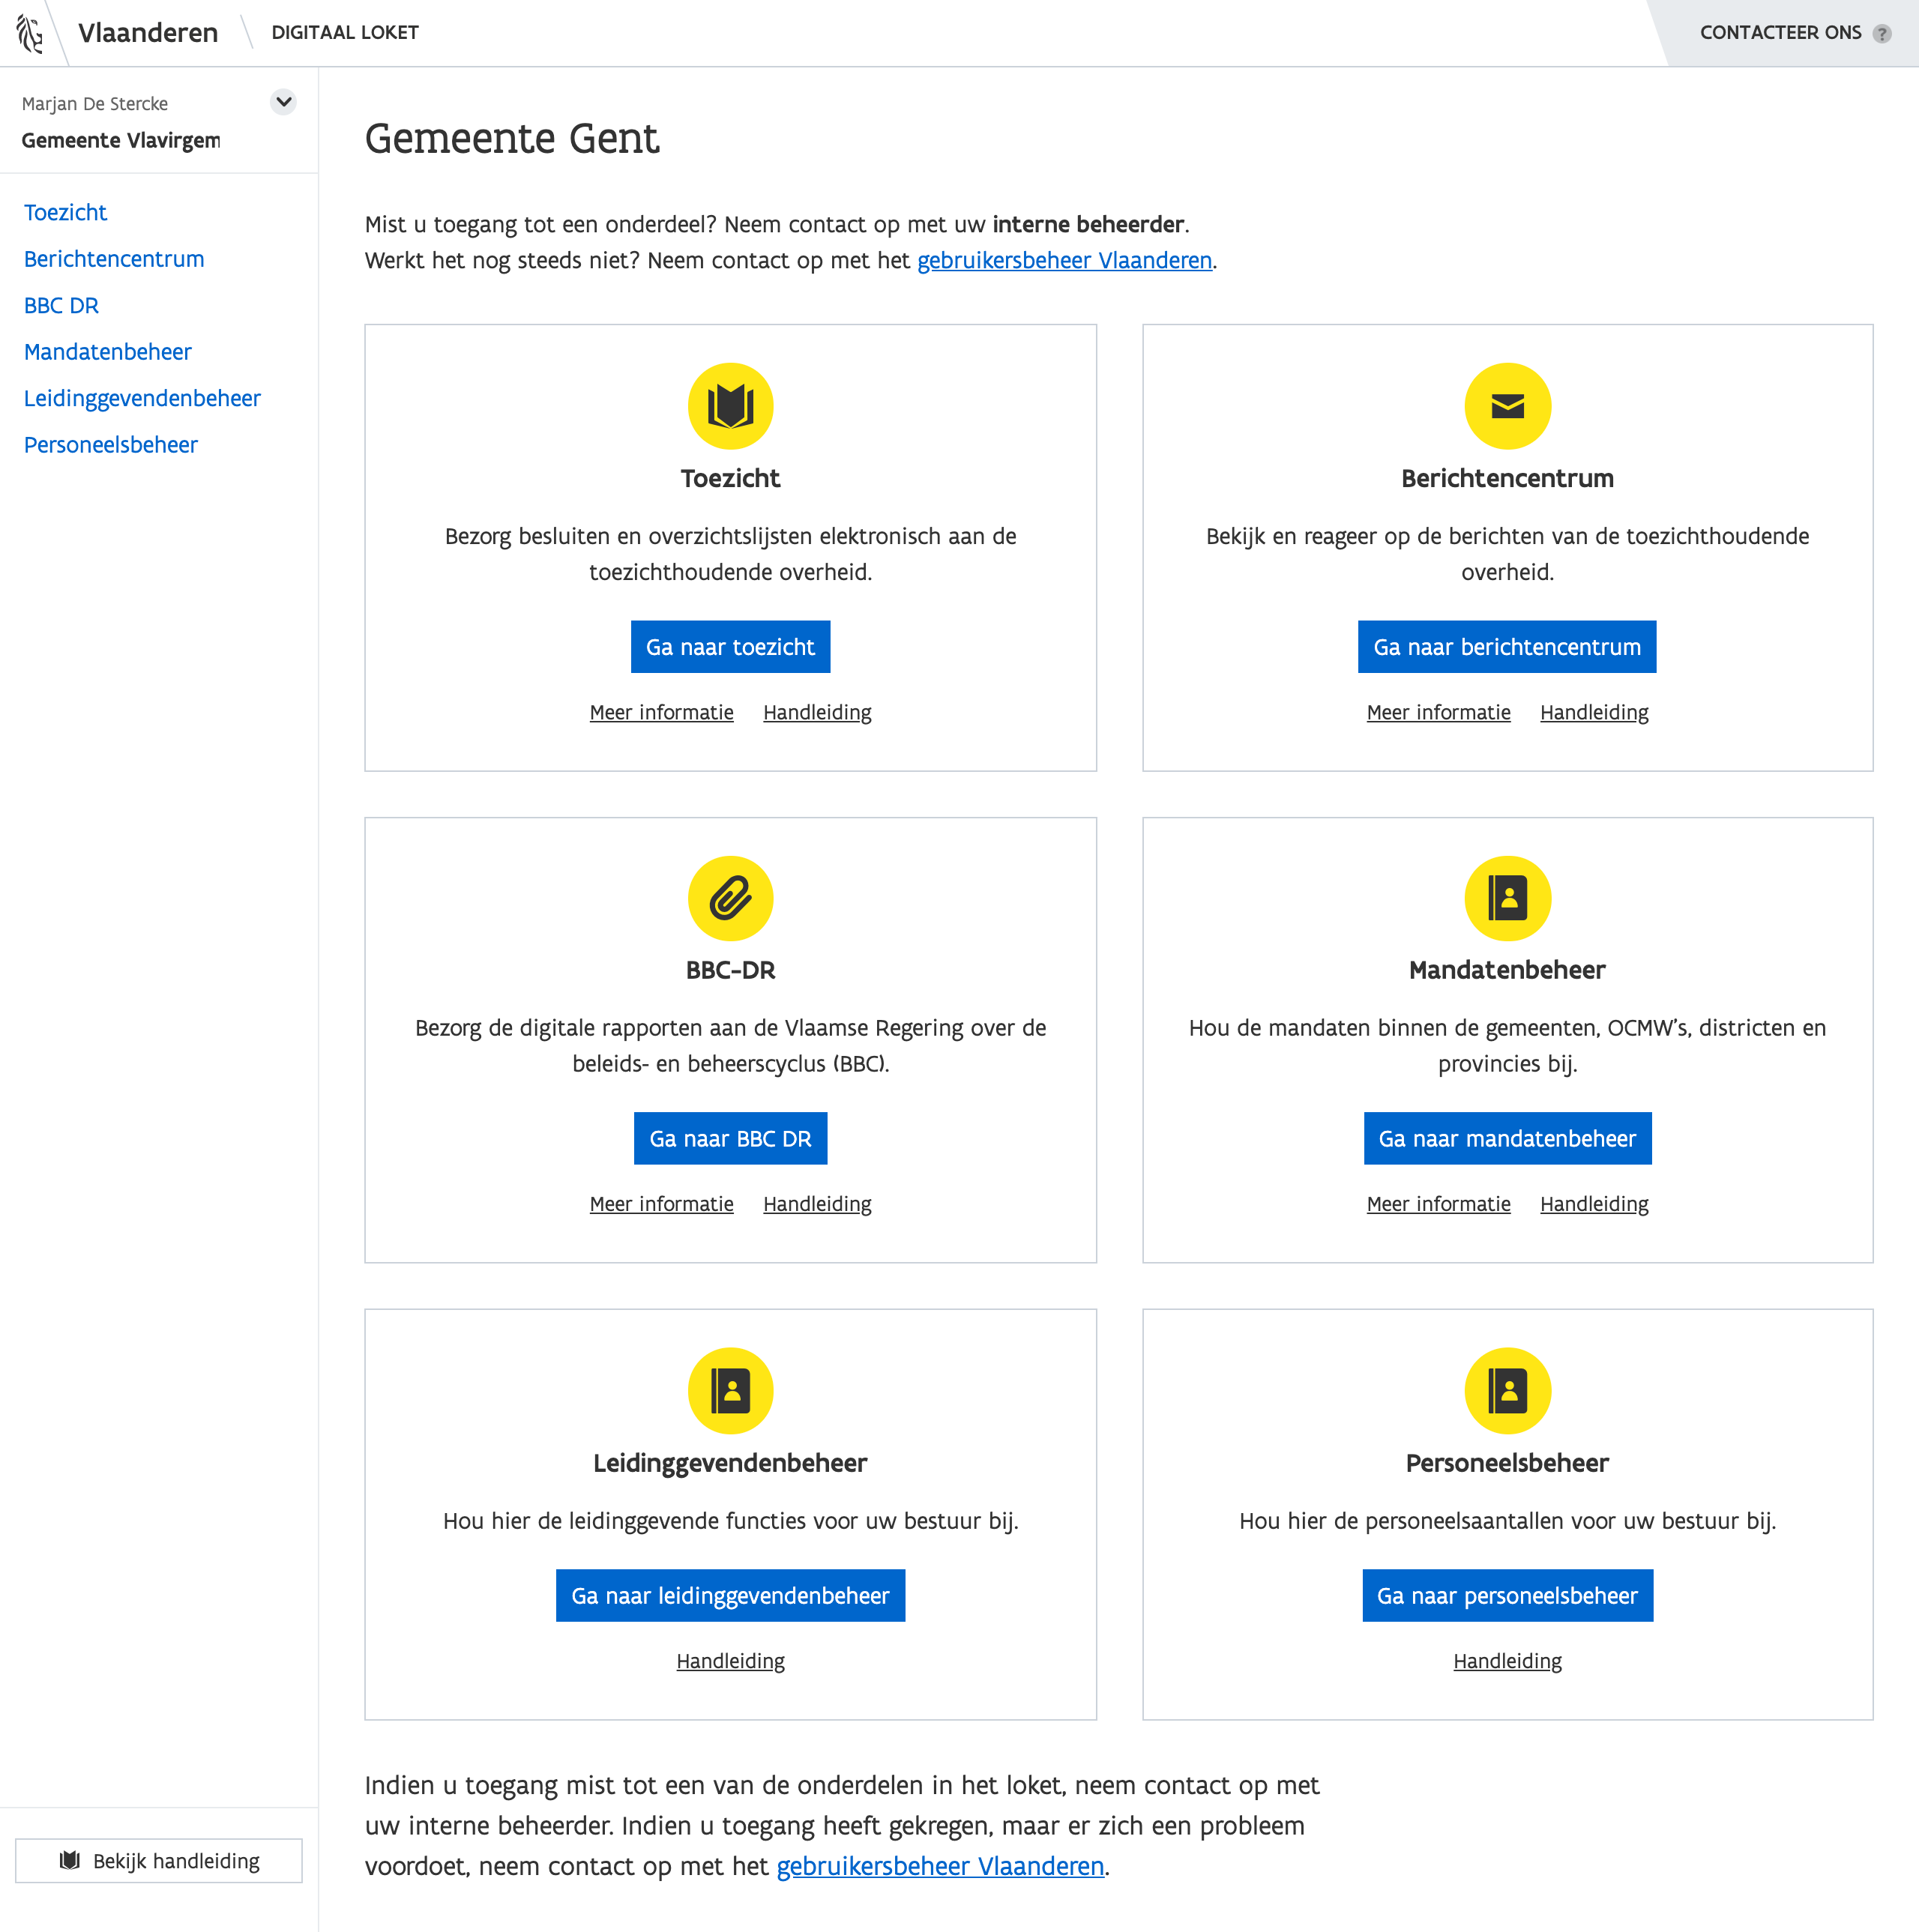 Vlaanderen
DIGITAAL LOKET
CONTACTEER ONS ?
Marjan De Stercke
Gemeente Vlavirgem
Toezicht
Berichtencentrum
BBC DR
Mandatenbeheer
Leidinggevendenbeheer
Personeelsbeheer
Bekijk handleiding
Gemeente Gent
Mist u toegang tot een onderdeel? Neem contact op met uw interne beheerder.
Werkt het nog steeds niet? Neem contact op met het gebruikersbeheer Vlaanderen.
Toezicht
Bezorg besluiten en overzichtslijsten elektronisch aan de
toezichthoudende overheid.
Ga naar toezicht
Meer informatie Handleiding
Berichtencentrum
Bekijk en reageer op de berichten van de toezichthoudende
overheid.
Ga naar berichtencentrum
Meer informatie Handleiding
BBC-DR
Bezorg de digitale rapporten aan de Vlaamse Regering over de
beleids- en beheerscyclus (BBC).
Ga naar BBC DR
Meer informatie Handleiding
Mandatenbeheer
Hou de mandaten binnen de gemeenten, OCMW's, districten en
provincies bij.
Ga naar mandatenbeheer
Meer informatie Handleiding
Leidinggevendenbeheer
Hou hier de leidinggevende functies voor uw bestuur bij.
Ga naar leidinggevendenbeheer
Handleiding
Personeelsbeheer
Hou hier de personeelsaantallen voor uw bestuur bij.
Ga naar personeelsbeheer
Handleiding
Indien u toegang mist tot een van de onderdelen in het loket, neem contact op met
uw interne beheerder. Indien u toegang heeft gekregen, maar er zich een probleem
voordoet, neem contact op met het gebruikersbeheer Vlaanderen.